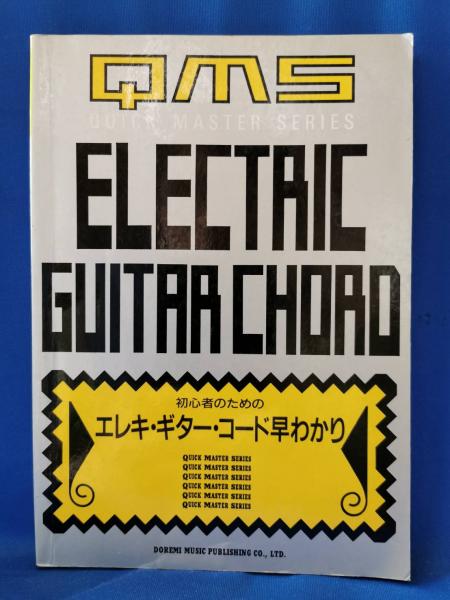 QMS
QUICK MASTER SERIES
ELECTRIC
GUITAR CHORD
初心者のための
エレキ・ギター・コード早わかり
QUICK MASTER SERIES
QUICK MASTER SERIES
QUICK MASTER SERIES
QUICK MASTER SERIES
QUICK MASTER SERIES
QUICK MASTER SERIES
DOREMI MUSIC PUBLISHING CO., LTD.